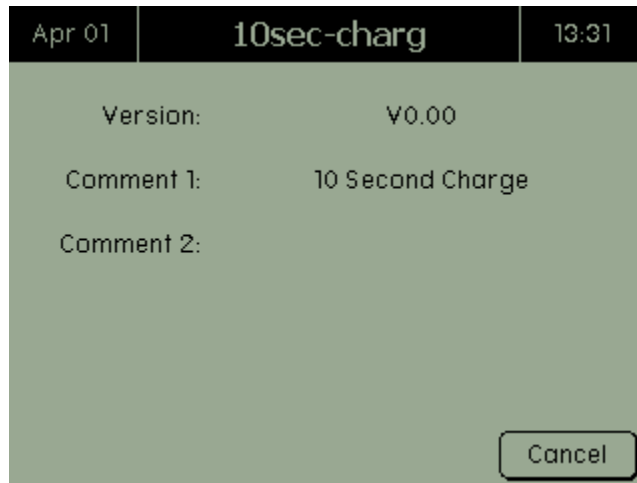 Apr 01 10sec-charg 13:31
Version: V0.00
Comment 1: 10 Second Charge
Comment 2:
Cancel